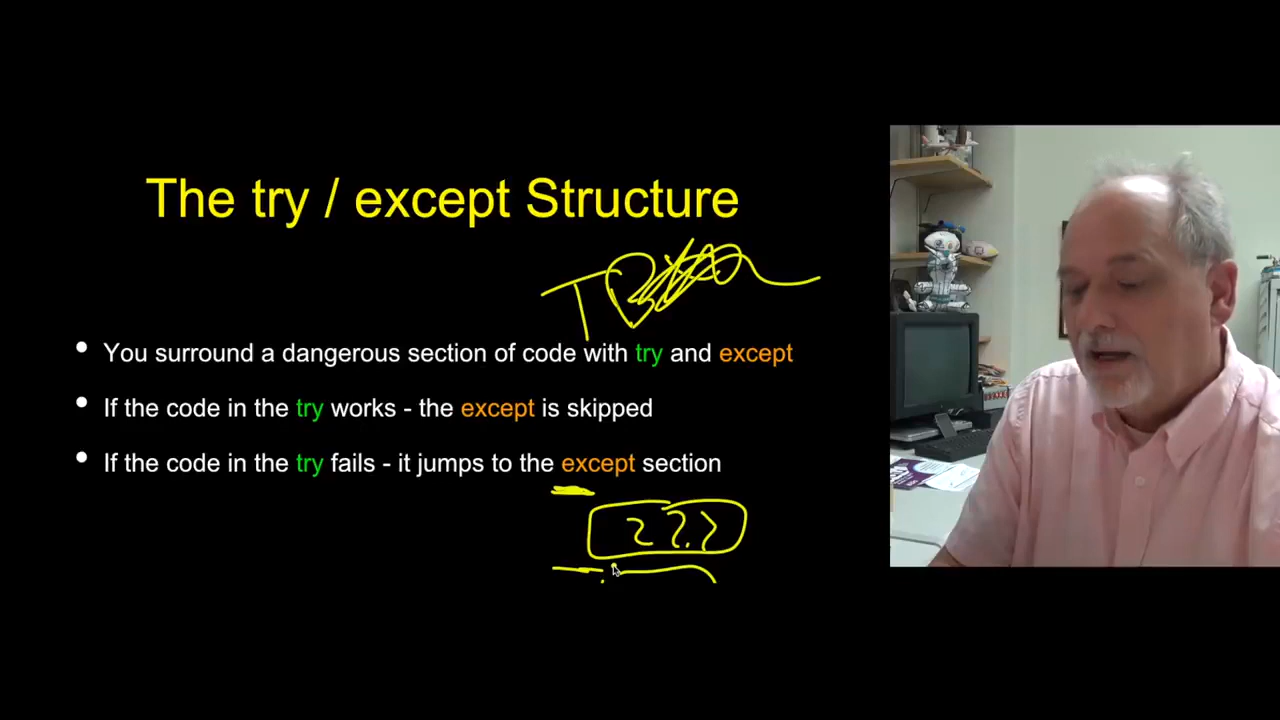 The try / except Structure
• You surround a dangerous section of code with try and except
• If the code in the try works - the except is skipped
• If the code in the try fails - it jumps to the except section